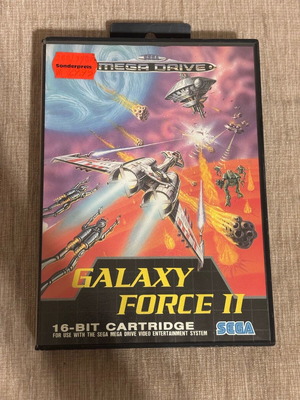 Sonderpreis
SEGA
MEGA DRIVE
GALAXY
FORCE II
16-BIT CARTRIDGE
FOR USE WITH THE SEGA MEGA DRIVE VIDEO ENTERTAINMENT SYSTEM
SEGA